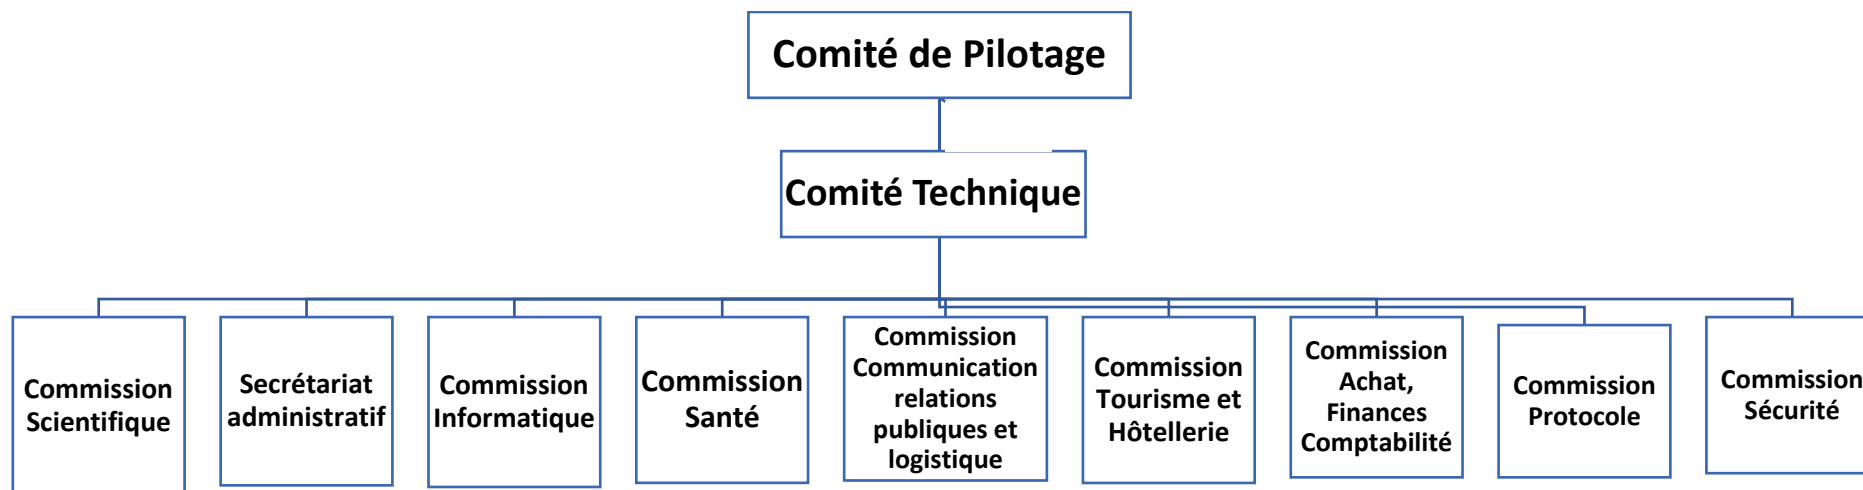 Comité de Pilotage
Comité Technique
Commission
Scientifique
Secrétariat
administratif
Commission
Informatique
Commission
Santé
Commission
Communication
relations
publiques et
logistique
Commission
Tourisme et
Hôtellerie
Commission
Achat,
Finances
Comptabilité
Commission
Protocole
Commission
Sécurité